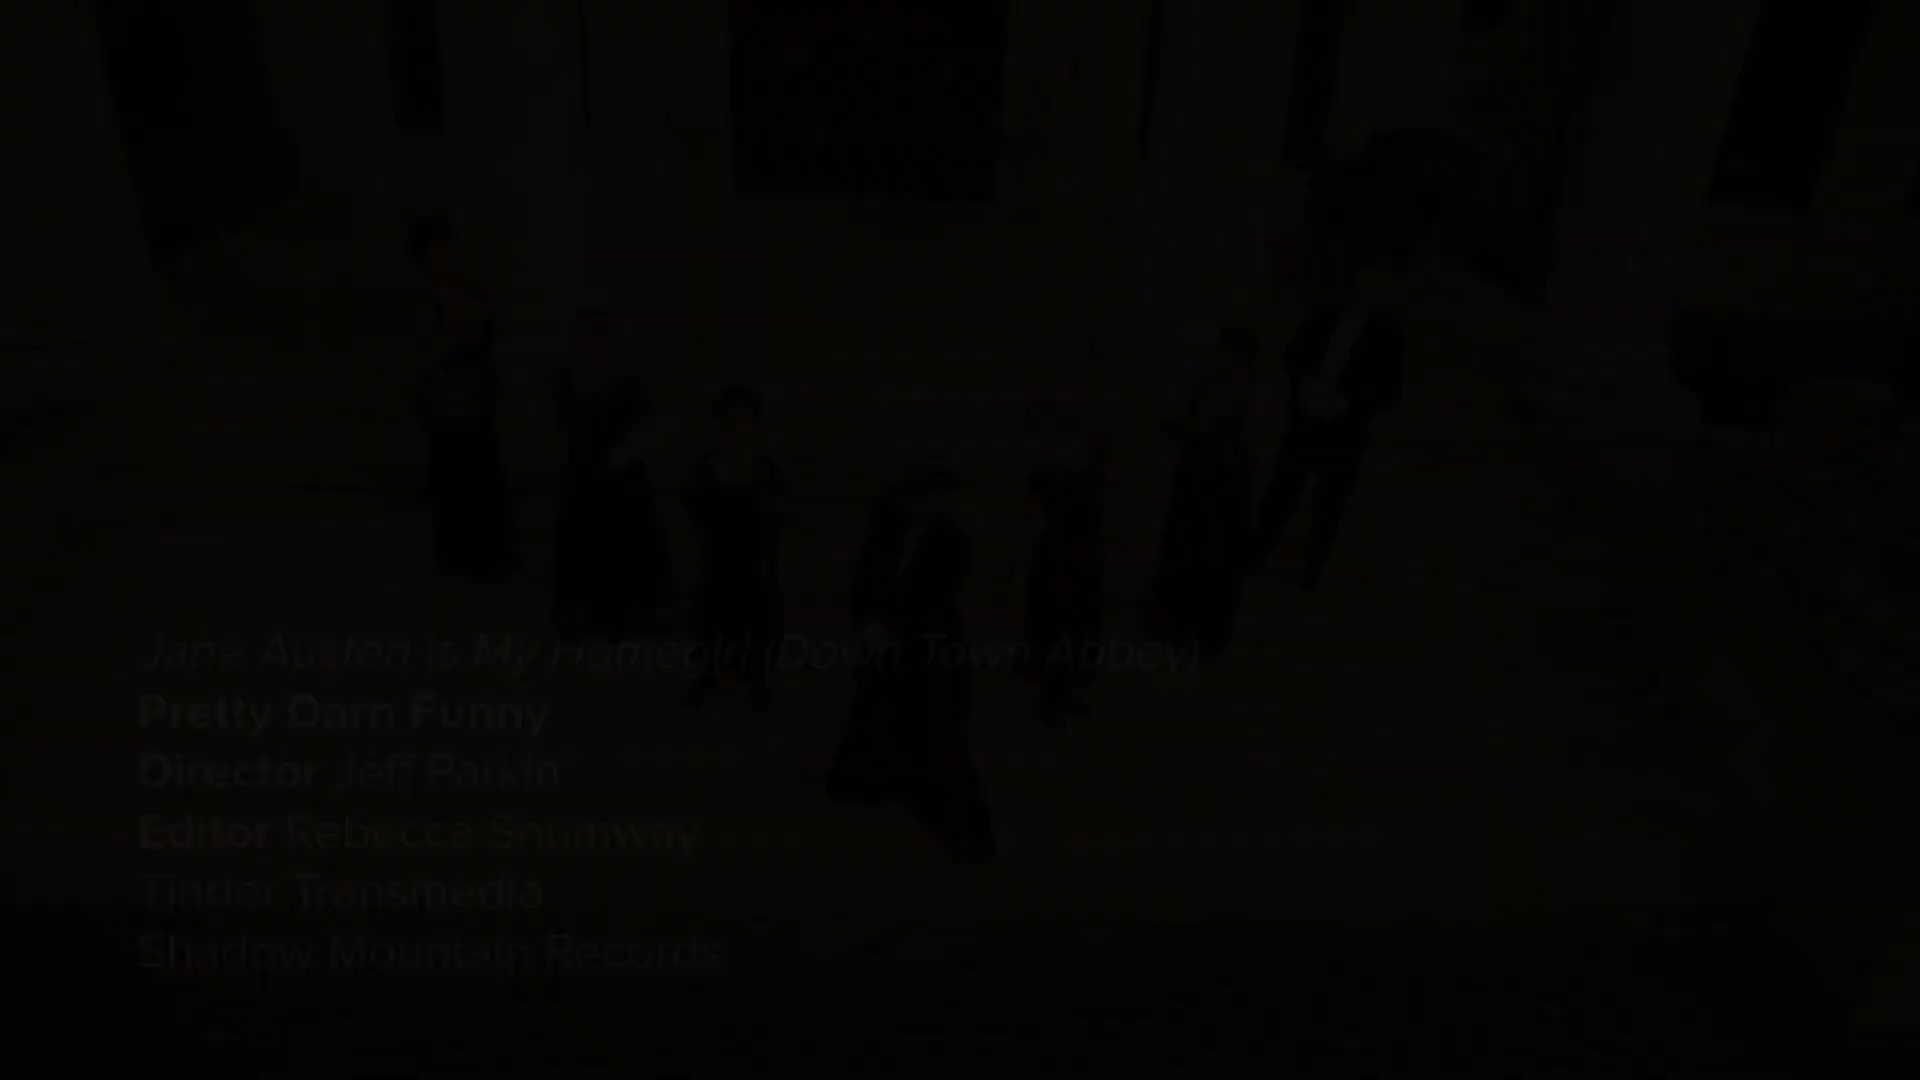 Jane Austen is My Homegirl (Down Town Abbey)
Pretty Darn Funny
Director Jeff Parkin
Editor Rebecca Shumway
Tinder Transmedia
Shadow Mountain Records